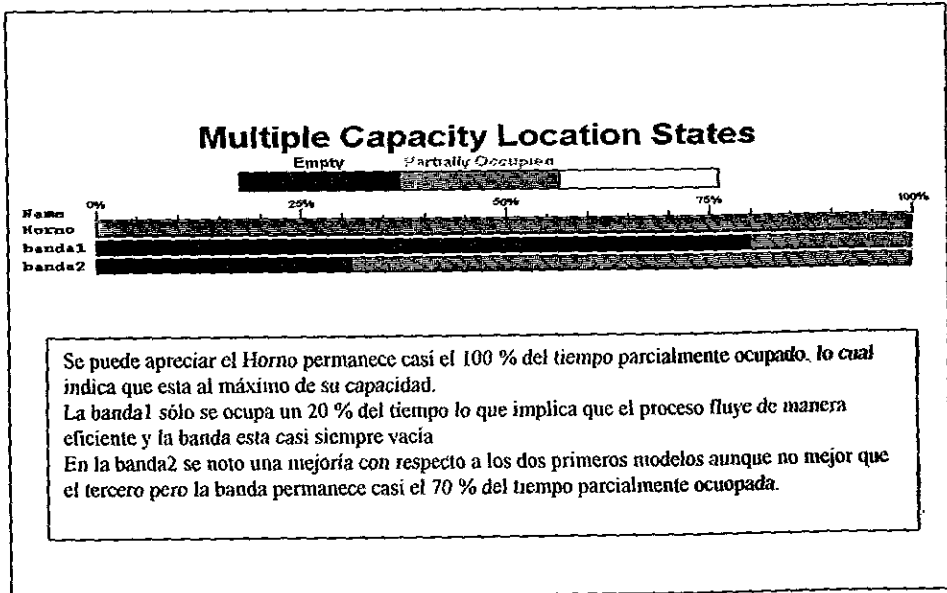 Multiple Capacity Location States
Empty Partially Occupied
0% 25% 50% 75% 100%
Name
Horno
banda1
banda2
Se puede apreciar el Horno permanece casi el 100 % del tiempo parcialmente ocupado, lo cual
indica que esta al máximo de su capacidad.
La banda1 sólo se ocupa un 20 % del tiempo lo que implica que el proceso fluye de manera
eficiente y la banda esta casi siempre vacía
En la banda2 se noto una mejoría con respecto a los dos primeros modelos aunque no mejor que
el tercero pero la banda permanece casi el 70 % del tiempo parcialmente ocuopada.